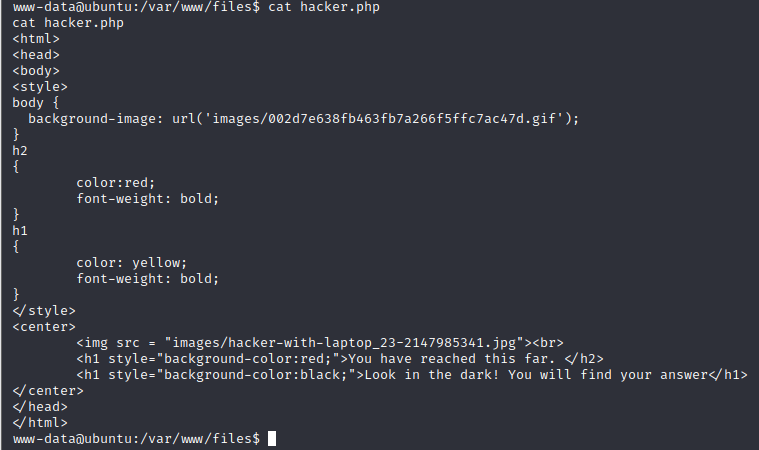 www-data@ubuntu:/var/www/files$ cat hacker.php
cat hacker.php
<html>
<head>
<body>
<style>
body {
  background-image: url('images/002d7e638fb463fb7a266f5ffc7ac47d.gif');
}
h2
{
        color:red;
        font-weight: bold;
}
h1
{
        color: yellow;
        font-weight: bold;
}
</style>
<center>
        <img src = "images/hacker-with-laptop_23-2147985341.jpg"><br>
        <h1 style="background-color:red;">You have reached this far. </h2>
        <h1 style="background-color:black;">Look in the dark! You will find your answer</h1>
</center>
</head>
</html>
www-data@ubuntu:/var/www/files$